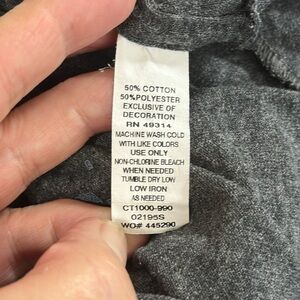 50% COTTON
50%POLYESTER
EXCLUSIVE OF
DECORATION
RN 49314
MACHINE WASH COLD
WITH LIKE COLORS
USE ONLY
NON-CHLORINE BLEACH
WHEN NEEDED
TUMBLE DRY LOW
LOW IRON
AS NEEDED
CT1000-990
02195S
WO# 445290